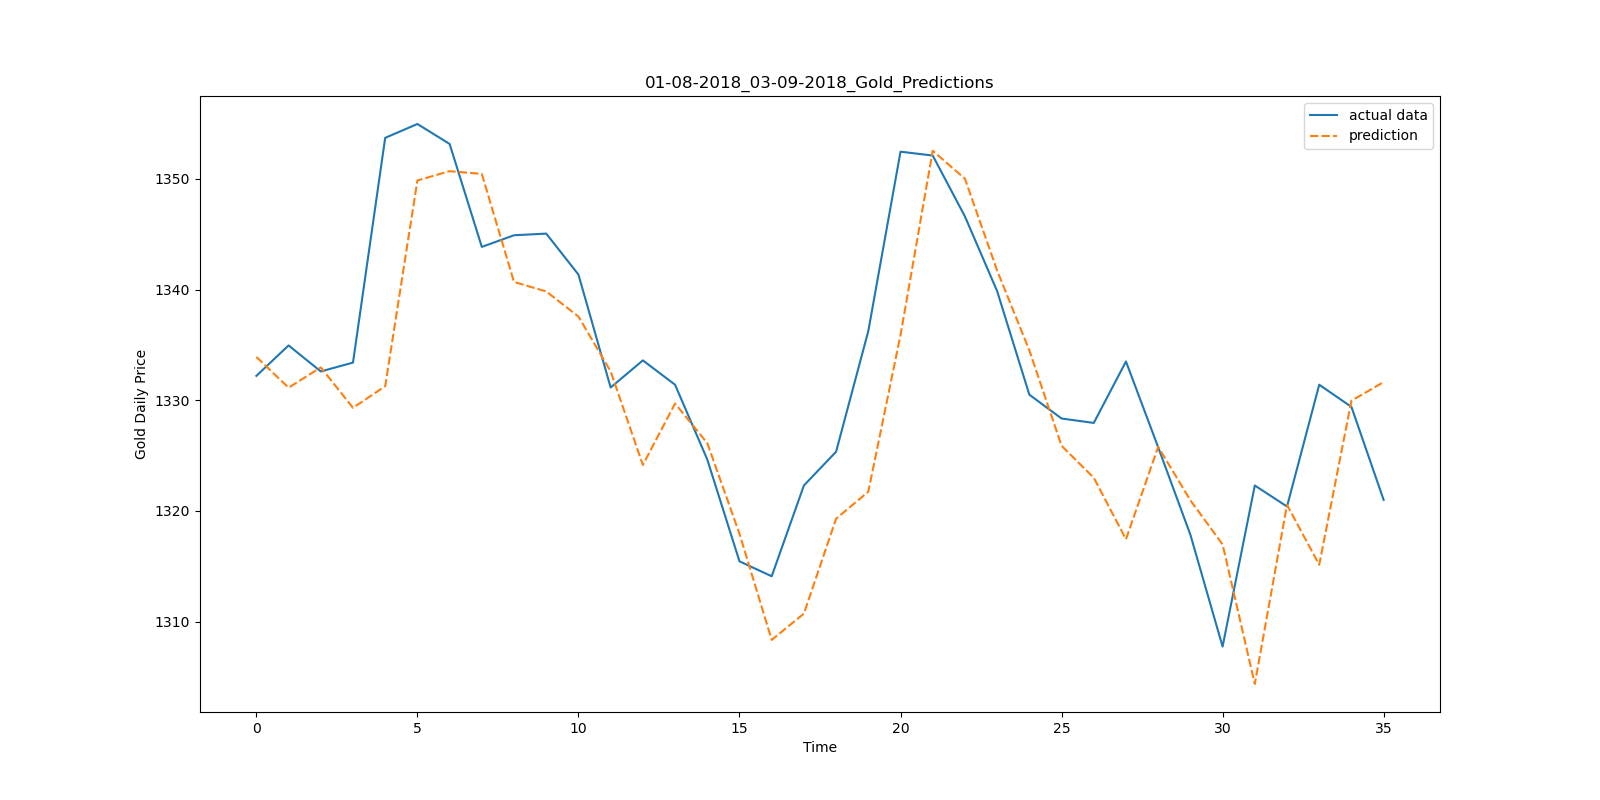 01-08-2018_03-09-2018_Gold_Predictions
actual data
prediction
1350
1340
1330
1320
1310
Gold Daily Price
0 5 10 15 20 25 30 35
Time